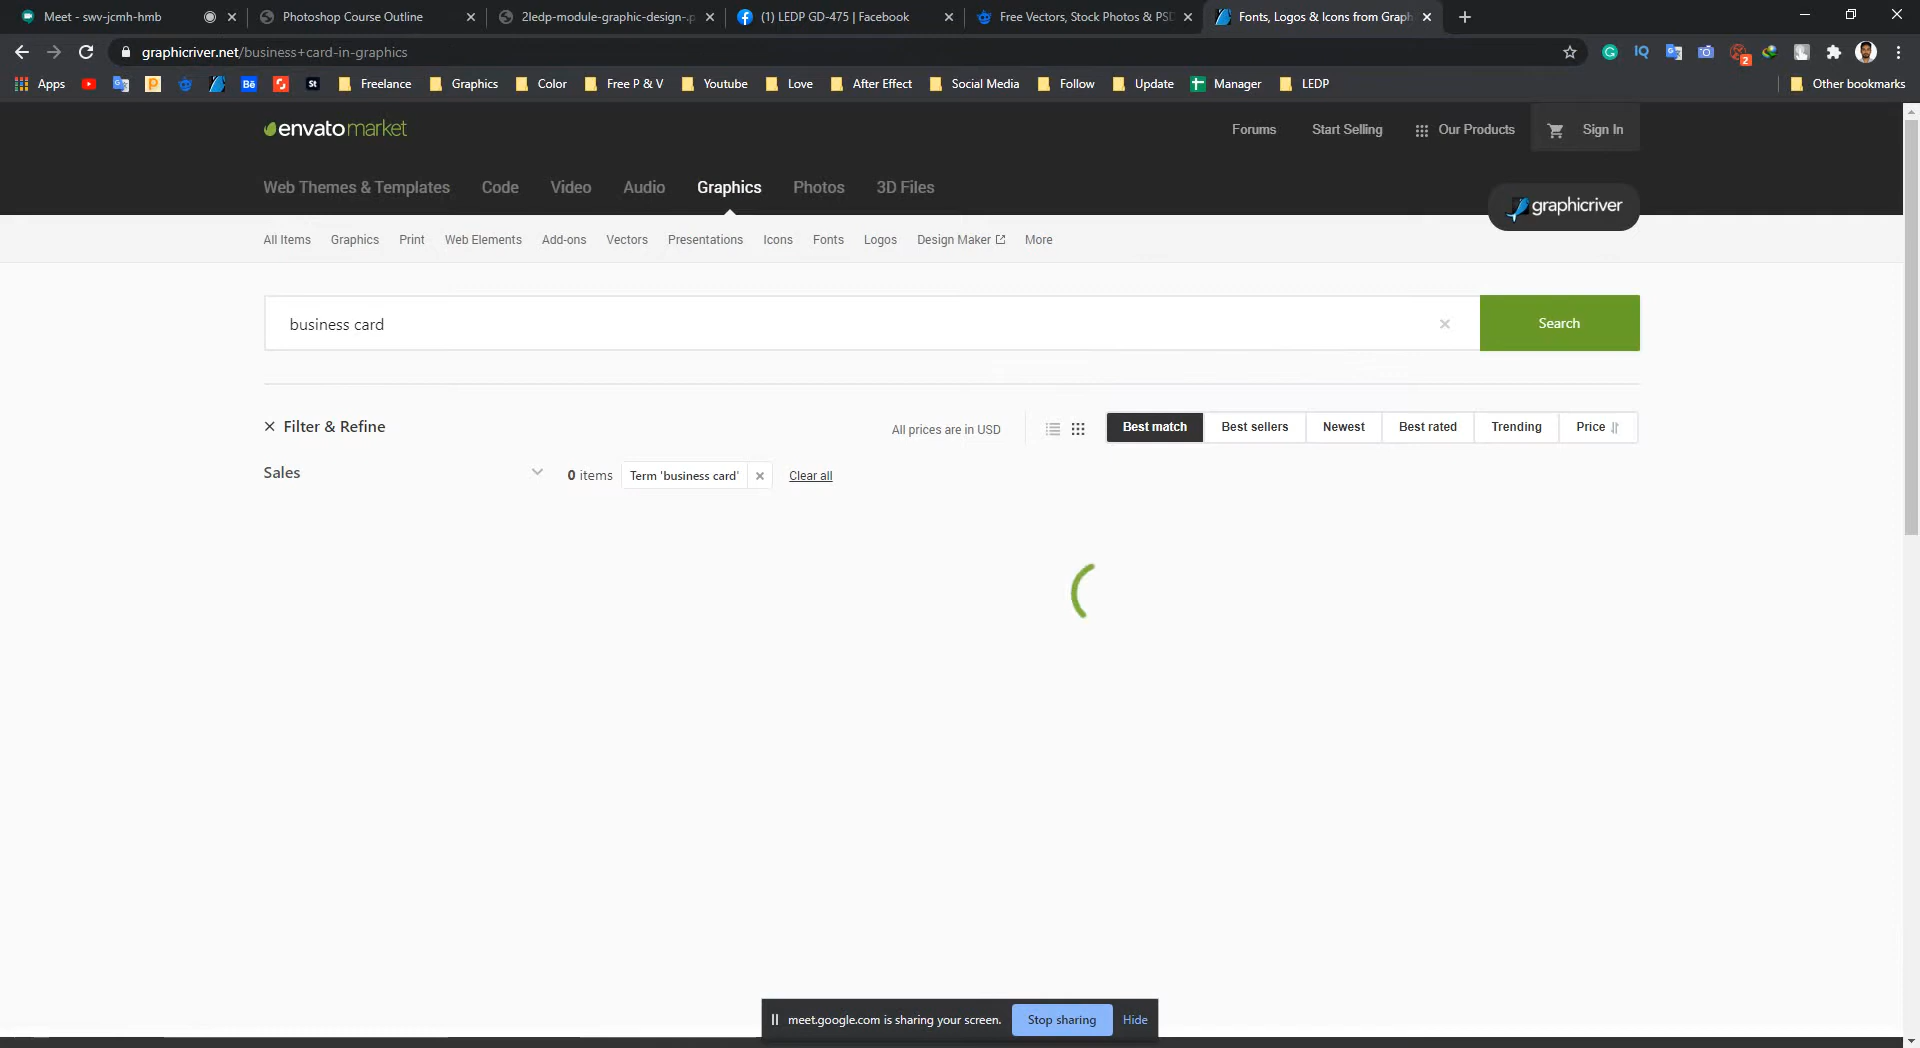 Meet - swv-jcmh-hmb
Photoshop Course Outline
2ledp-module-graphic-design-.p
(1) LEDP GD-475 | Facebook
Free Vectors, Stock Photos & PSD
Fonts, Logos & Icons from Graph
graphicriver.net/business+card-in-graphics
IQ
2
Apps
Bē
St
Freelance
Graphics
Color
Free P & V
Youtube
Love
After Effect
Social Media
Follow
Update
Manager
LEDP
Other bookmarks
envatomarket
Forums
Start Selling
Our Products
Sign In
Web Themes & Templates
Code
Video
Audio
Graphics
Photos
3D Files
graphicriver
All Items
Graphics
Print
Web Elements
Add-ons
Vectors
Presentations
Icons
Fonts
Logos
Design Maker
More
business card
Search
Filter & Refine
All prices are in USD
Best match
Best sellers
Newest
Best rated
Trending
Price
Sales
0 items
Term 'business card'
Clear all
meet.google.com is sharing your screen.
Stop sharing
Hide